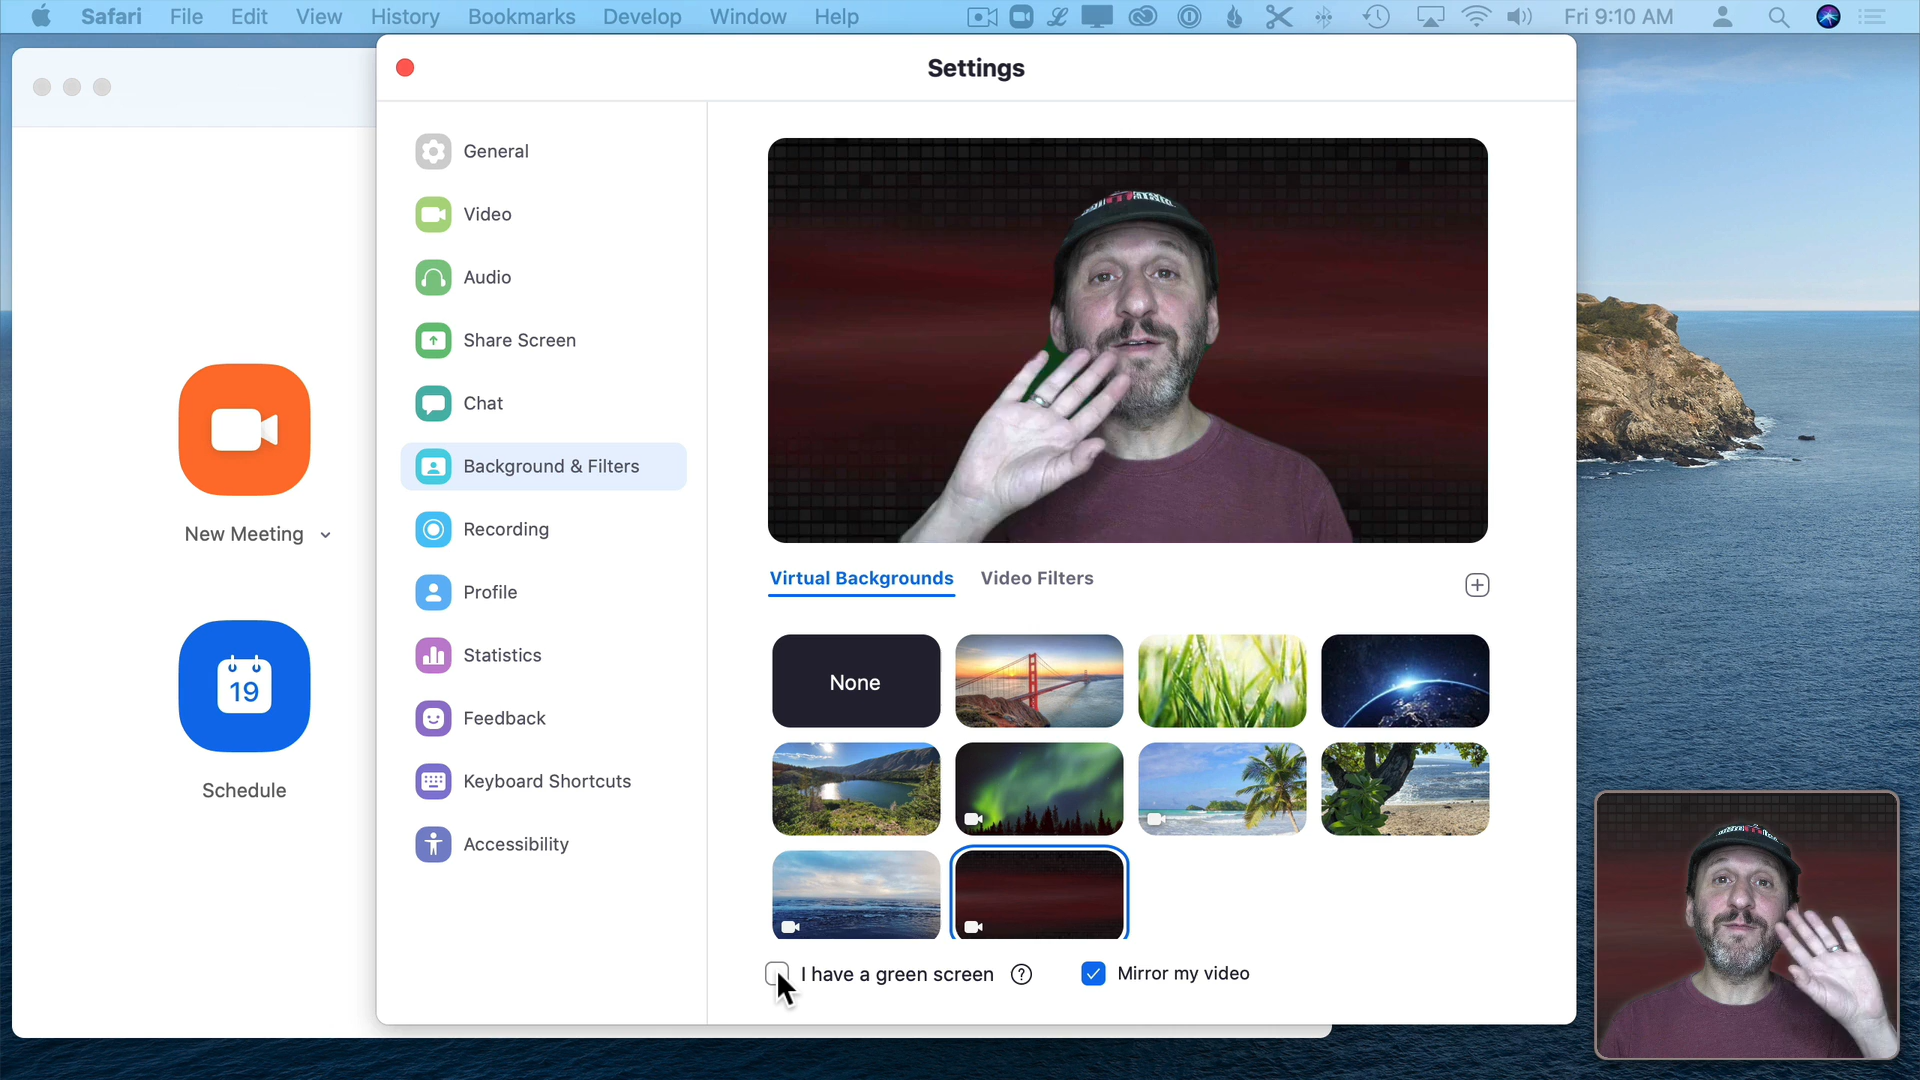 Safari File Edit View History Bookmarks Develop Window Help Fri 9:10 AM
Settings
General
Video
Audio
Share Screen
Chat
Background & Filters
Recording
Profile
Statistics
Feedback
Keyboard Shortcuts
Accessibility
New Meeting
19
Schedule
Virtual Backgrounds Video Filters
None
I have a green screen ? Mirror my video